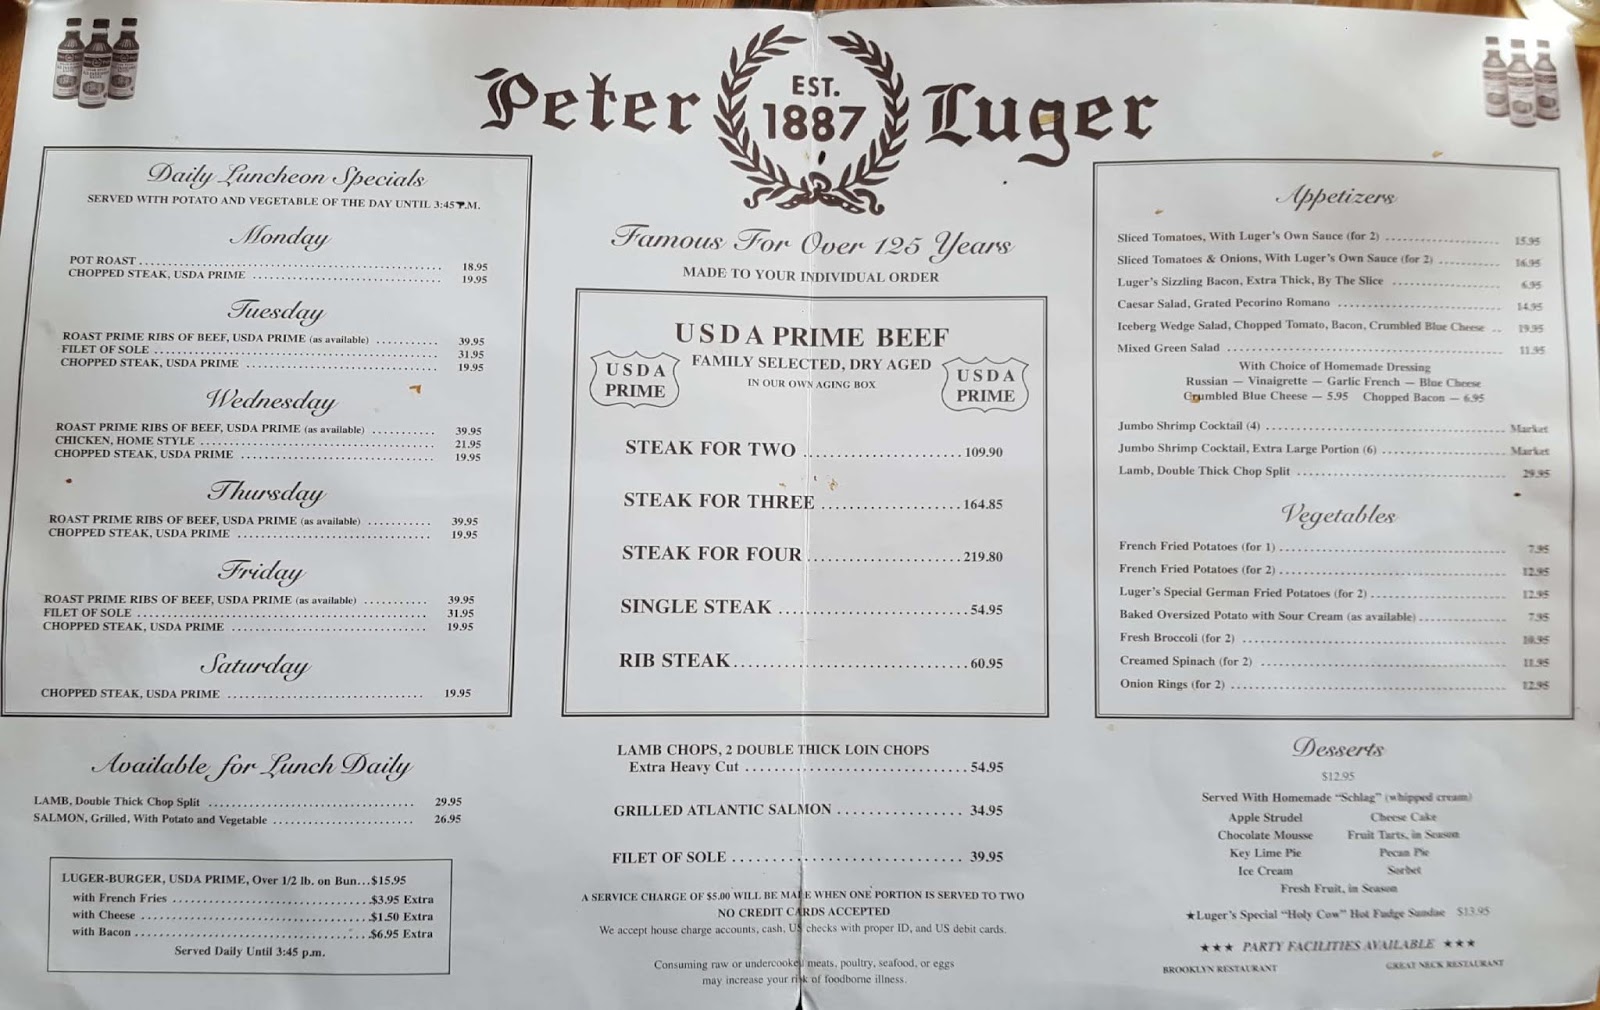 Peter EST. 1887 Luger
Famous For Over 125 Years
MADE TO YOUR INDIVIDUAL ORDER
Daily Luncheon Specials
SERVED WITH POTATO AND VEGETABLE OF THE DAY UNTIL 3:45 P.M.
Monday
POT ROAST 18.95
CHOPPED STEAK, USDA PRIME 19.95
Tuesday
ROAST PRIME RIBS OF BEEF, USDA PRIME (as available) 39.95
FILET OF SOLE 31.95
CHOPPED STEAK, USDA PRIME 19.95
Wednesday
ROAST PRIME RIBS OF BEEF, USDA PRIME (as available) 39.95
CHICKEN, HOME STYLE 21.95
CHOPPED STEAK, USDA PRIME 19.95
Thursday
ROAST PRIME RIBS OF BEEF, USDA PRIME (as available) 39.95
CHOPPED STEAK, USDA PRIME 19.95
Friday
ROAST PRIME RIBS OF BEEF, USDA PRIME (as available) 39.95
FILET OF SOLE 31.95
CHOPPED STEAK, USDA PRIME 19.95
Saturday
CHOPPED STEAK, USDA PRIME 19.95
Available for Lunch Daily
LAMB, Double Thick Chop Split 29.95
SALMON, Grilled, With Potato and Vegetable 26.95
LUGER-BURGER, USDA PRIME, Over 1/2 lb. on Bun...$15.95
with French Fries $3.95 Extra
with Cheese $1.50 Extra
with Bacon $6.95 Extra
Served Daily Until 3:45 p.m.
USDA PRIME BEEF
FAMILY SELECTED, DRY AGED
IN OUR OWN AGING BOX
USDA PRIME
USDA PRIME
STEAK FOR TWO 109.90
STEAK FOR THREE 164.85
STEAK FOR FOUR 219.80
SINGLE STEAK 54.95
RIB STEAK 60.95
LAMB CHOPS, 2 DOUBLE THICK LOIN CHOPS
Extra Heavy Cut 54.95
GRILLED ATLANTIC SALMON 34.95
FILET OF SOLE 39.95
A SERVICE CHARGE OF $5.00 WILL BE MADE WHEN ONE PORTION IS SERVED TO TWO
NO CREDIT CARDS ACCEPTED
We accept house charge accounts, cash, US checks with proper ID, and US debit cards.
Consuming raw or undercooked meats, poultry, seafood, or eggs
may increase your risk of foodborne illness.
Appetizers
Sliced Tomatoes, With Luger's Own Sauce (for 2) 15.95
Sliced Tomatoes & Onions, With Luger's Own Sauce (for 2) 16.95
Luger's Sizzling Bacon, Extra Thick, By The Slice 6.95
Caesar Salad, Grated Pecorino Romano 14.95
Iceberg Wedge Salad, Chopped Tomato, Bacon, Crumbled Blue Cheese .. 19.95
Mixed Green Salad 11.95
With Choice of Homemade Dressing
Russian — Vinaigrette — Garlic French — Blue Cheese
Crumbled Blue Cheese — 5.95 Chopped Bacon — 6.95
Jumbo Shrimp Cocktail (4) Market
Jumbo Shrimp Cocktail, Extra Large Portion (6) Market
Lamb, Double Thick Chop Split 29.95
Vegetables
French Fried Potatoes (for 1) 7.95
French Fried Potatoes (for 2) 12.95
Luger's Special German Fried Potatoes (for 2) 12.95
Baked Oversized Potato with Sour Cream (as available) 7.95
Fresh Broccoli (for 2) 10.95
Creamed Spinach (for 2) 11.95
Onion Rings (for 2) 12.95
Desserts
$12.95
Served With Homemade "Schlag" (whipped cream)
Apple Strudel Cheese Cake
Chocolate Mousse Fruit Tarts, in Season
Key Lime Pie Pecan Pie
Ice Cream Sorbet
Fresh Fruit, in Season
★Luger's Special "Holy Cow" Hot Fudge Sundae $13.95
★★★ PARTY FACILITIES AVAILABLE ★★★
BROOKLYN RESTAURANT GREAT NECK RESTAURANT